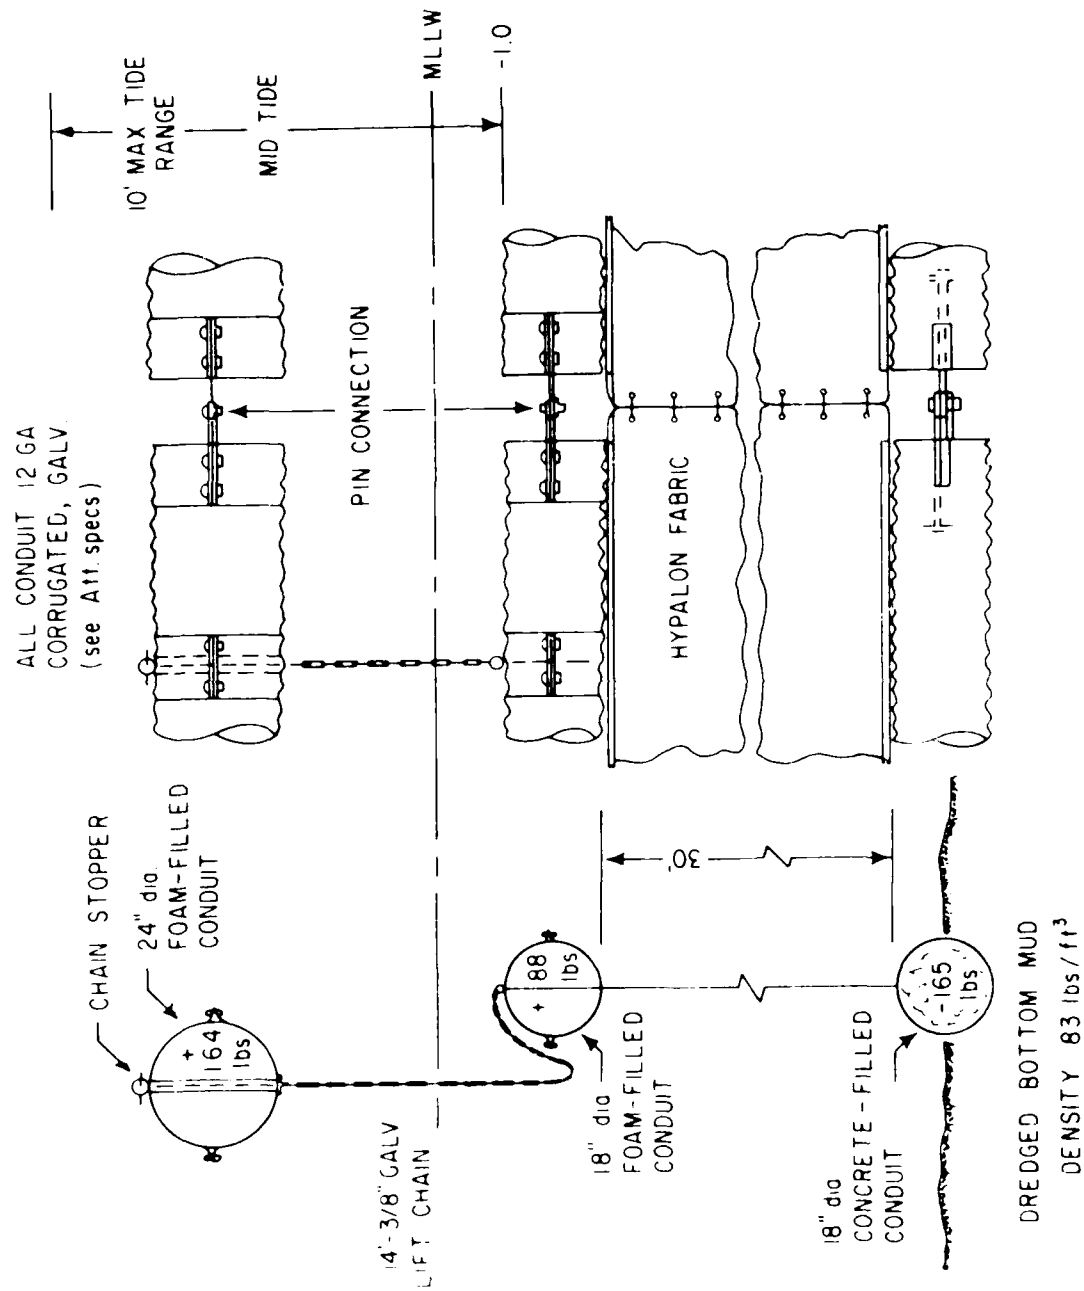 ALL CONDUIT 12 GA
CORRUGATED, GALV.
(see Att. specs)
10' MAX TIDE
RANGE
MID TIDE
MLLW
-1.0
PIN CONNECTION
HYPALON FABRIC
CHAIN STOPPER
24" dia.
FOAM-FILLED
CONDUIT
+
164
lbs
14'-3/8" GALV
LIFT CHAIN
+ 88
lbs
18" dia
FOAM-FILLED
CONDUIT
30'
18" dia
CONCRETE-FILLED
CONDUIT
-165
lbs
DREDGED BOTTOM MUD
DENSITY 83 lbs/ft³